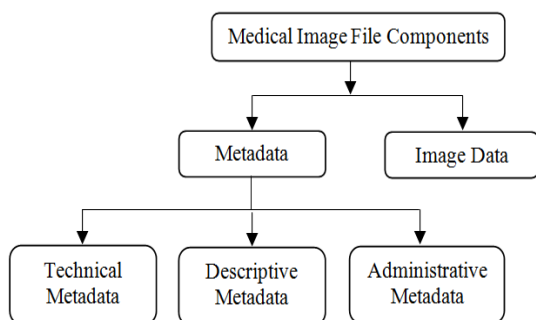 Medical Image File Components
Metadata
Image Data
Technical
Metadata
Descriptive
Metadata
Administrative
Metadata